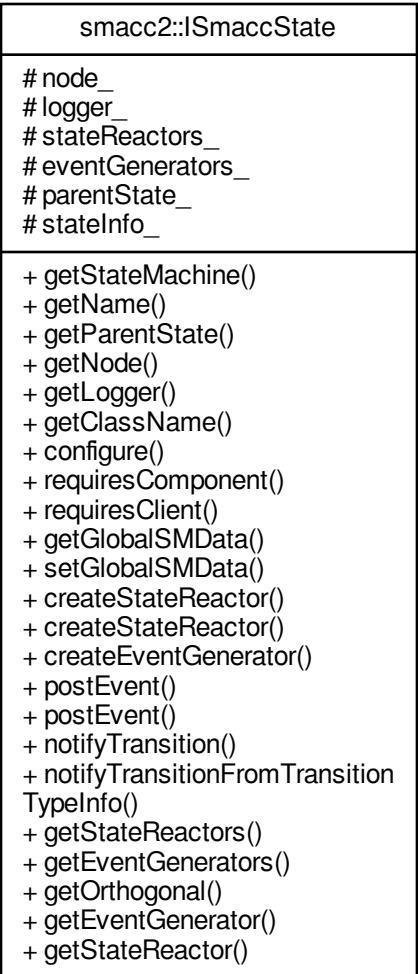 smacc2::ISmaccState
# node_
# logger_
# stateReactors_
# eventGenerators_
# parentState_
# stateInfo_
+ getStateMachine()
+ getName()
+ getParentState()
+ getNode()
+ getLogger()
+ getClassName()
+ configure()
+ requiresComponent()
+ requiresClient()
+ getGlobalSMData()
+ setGlobalSMData()
+ createStateReactor()
+ createStateReactor()
+ createEventGenerator()
+ postEvent()
+ postEvent()
+ notifyTransition()
+ notifyTransitionFromTransition
TypeInfo()
+ getStateReactors()
+ getEventGenerators()
+ getOrthogonal()
+ getEventGenerator()
+ getStateReactor()